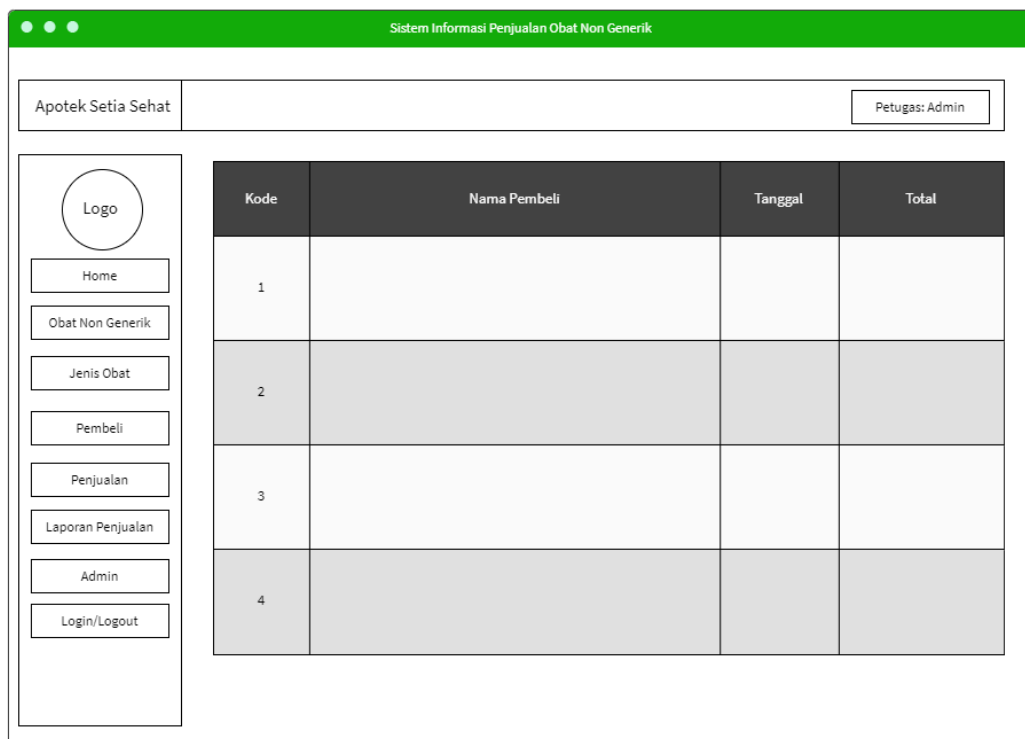 Sistem Informasi Penjualan Obat Non Generik
Apotek Setia Sehat
Petugas: Admin
Logo
Home
Obat Non Generik
Jenis Obat
Pembeli
Penjualan
Laporan Penjualan
Admin
Login/Logout
Kode Nama Pembeli Tanggal Total
1
2
3
4